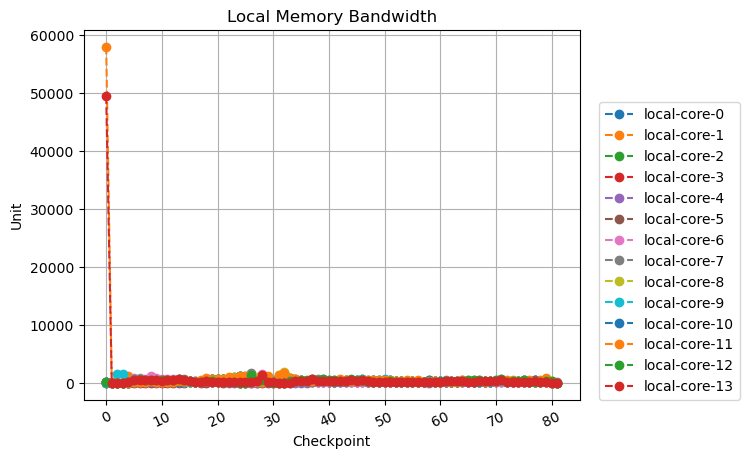 Local Memory Bandwidth
Unit
60000
50000
40000
30000
20000
10000
0
0
10
20
30
40
50
60
70
80
Checkpoint
local-core-0
local-core-1
local-core-2
local-core-3
local-core-4
local-core-5
local-core-6
local-core-7
local-core-8
local-core-9
local-core-10
local-core-11
local-core-12
local-core-13